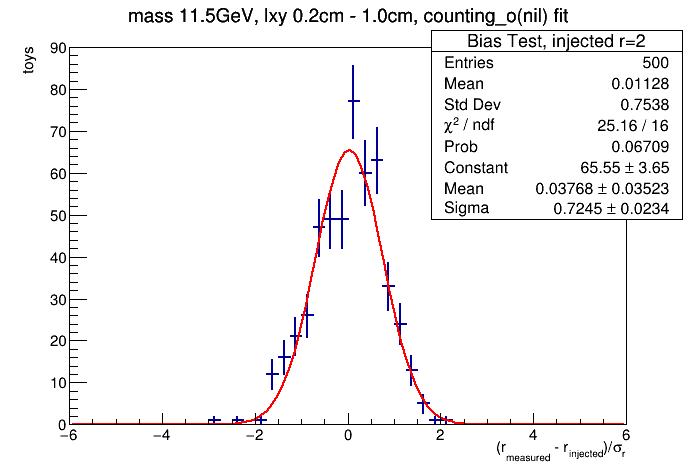 mass 11.5GeV, lxy 0.2cm - 1.0cm, counting_o(nil) fit
toys
Bias Test, injected r=2
Entries 500
Mean 0.01128
Std Dev 0.7538
χ² / ndf 25.16 / 16
Prob 0.06709
Constant 65.55 ± 3.65
Mean 0.03768 ± 0.03523
Sigma 0.7245 ± 0.0234
90
80
70
60
50
40
30
20
10
0
−6 −4 −2 0 2 4 6
(r_measured - r_injected)/σ_r